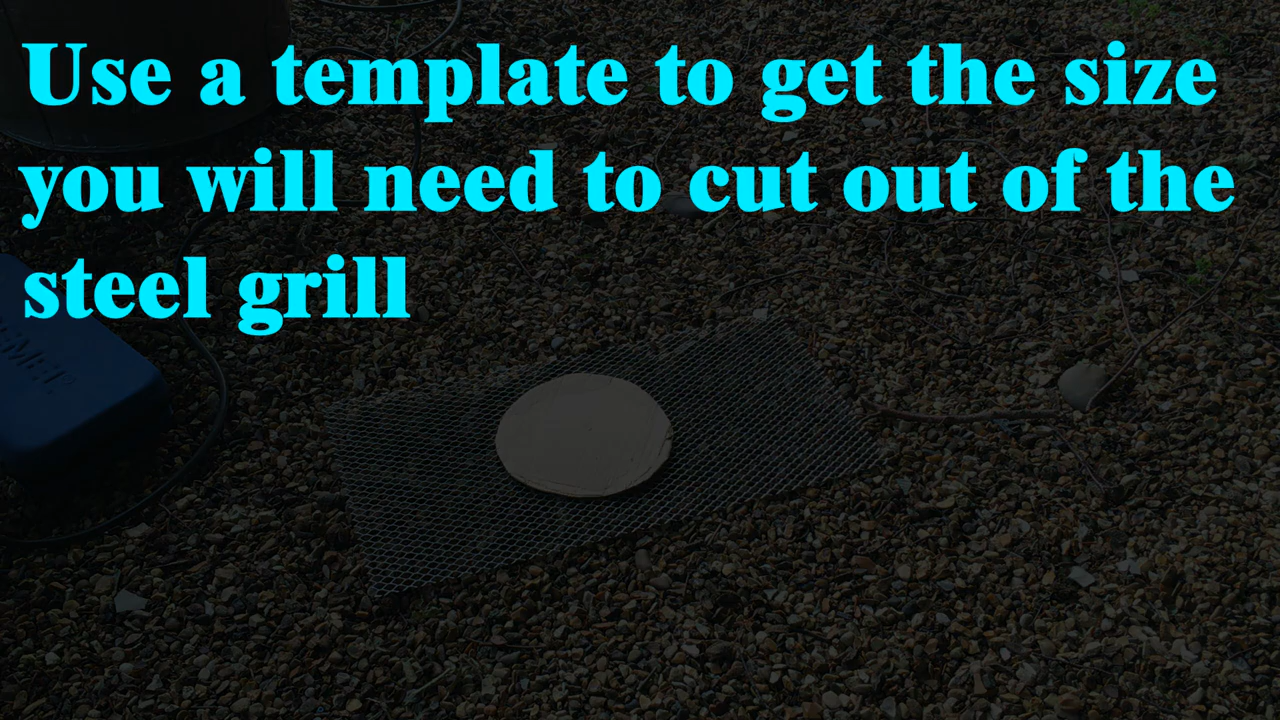 Use a template to get the size
you will need to cut out of the
steel grill